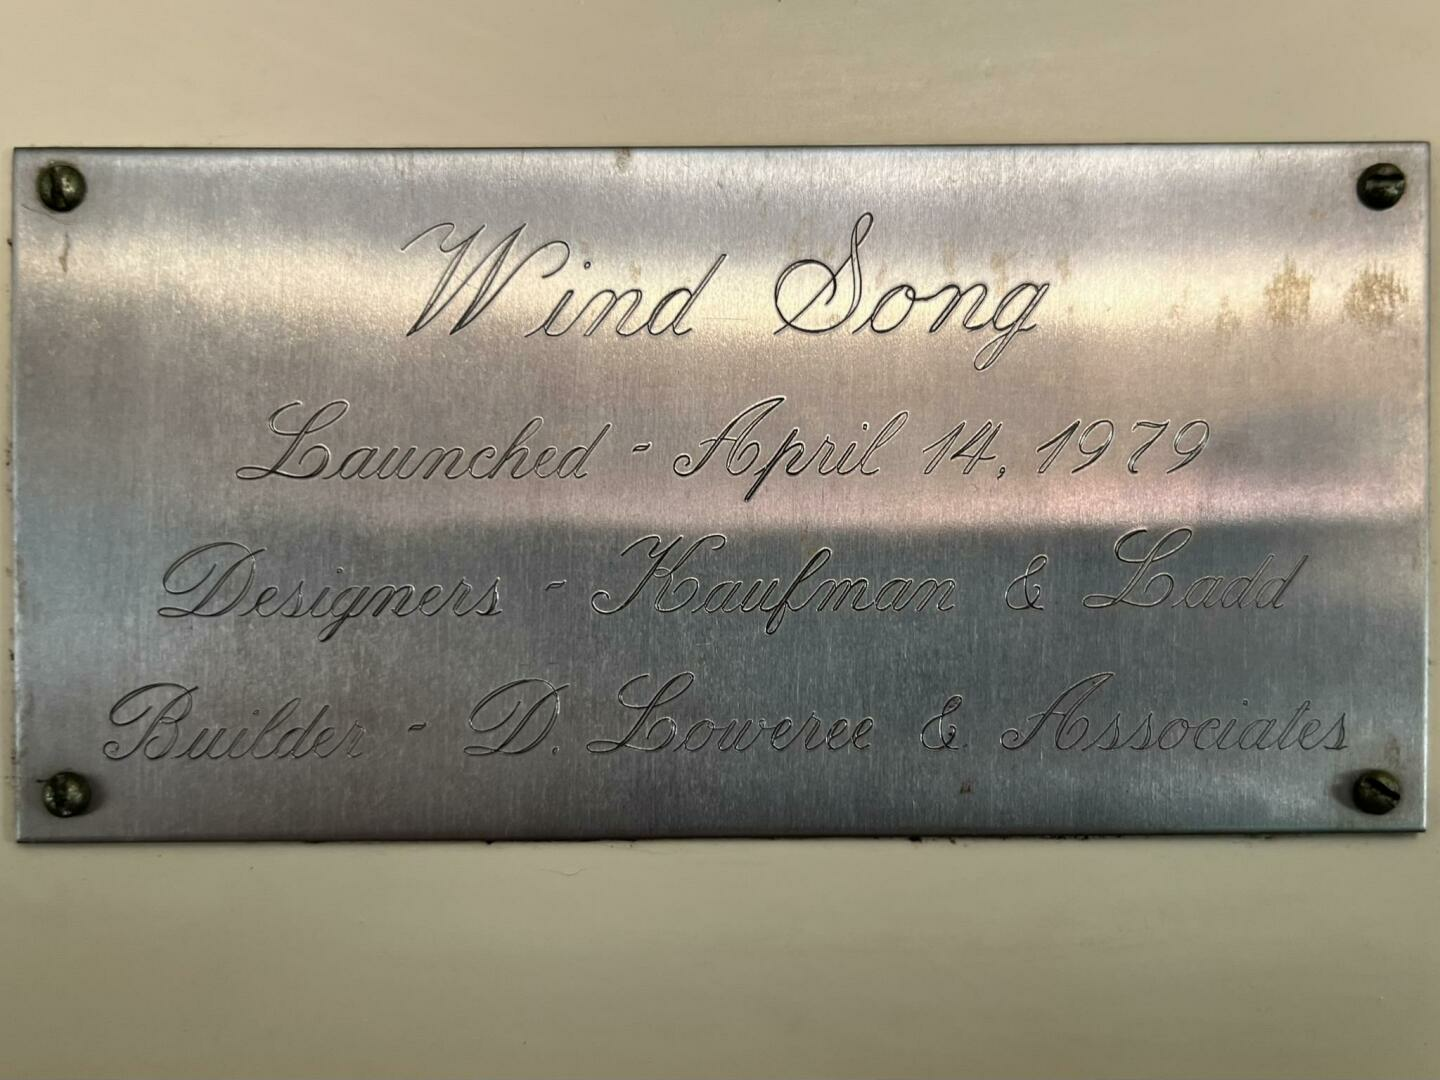 Wind Song
Launched - April 14, 1979
Designers - Kaufman & Ladd
Builder - D. Loweree & Associates